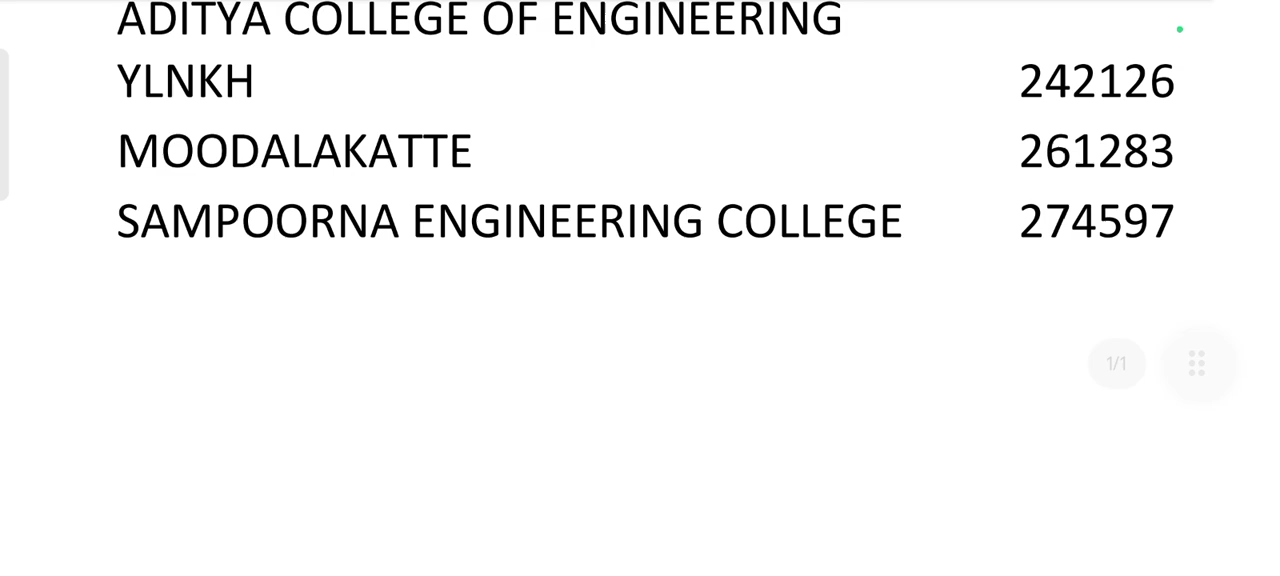 ADITYA COLLEGE OF ENGINEERING
YLNKH 242126
MOODALAKATTE 261283
SAMPOORNA ENGINEERING COLLEGE 274597
1/1